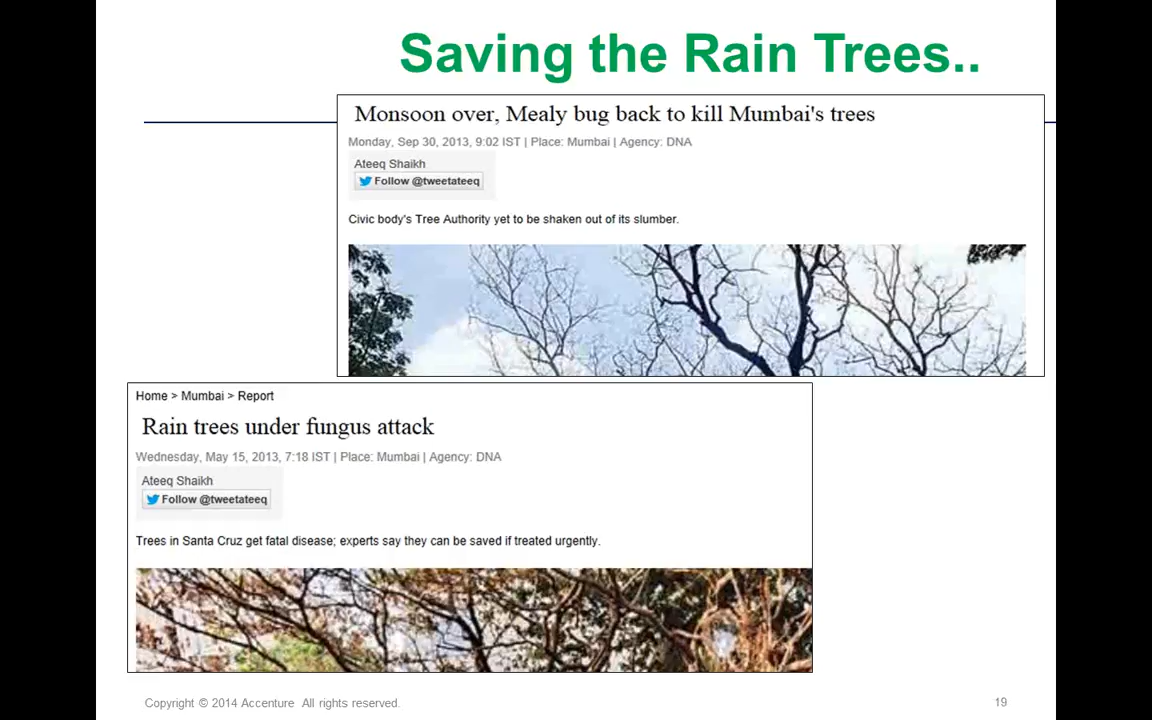 Saving the Rain Trees..
Monsoon over, Mealy bug back to kill Mumbai's trees
Monday, Sep 30, 2013, 9:02 IST | Place: Mumbai | Agency: DNA
Ateeq Shaikh
Follow @tweetateeq
Civic body's Tree Authority yet to be shaken out of its slumber.
Home > Mumbai > Report
Rain trees under fungus attack
Wednesday, May 15, 2013, 7:18 IST | Place: Mumbai | Agency: DNA
Ateeq Shaikh
Follow @tweetateeq
Trees in Santa Cruz get fatal disease; experts say they can be saved if treated urgently.
Copyright © 2014 Accenture All rights reserved.
19